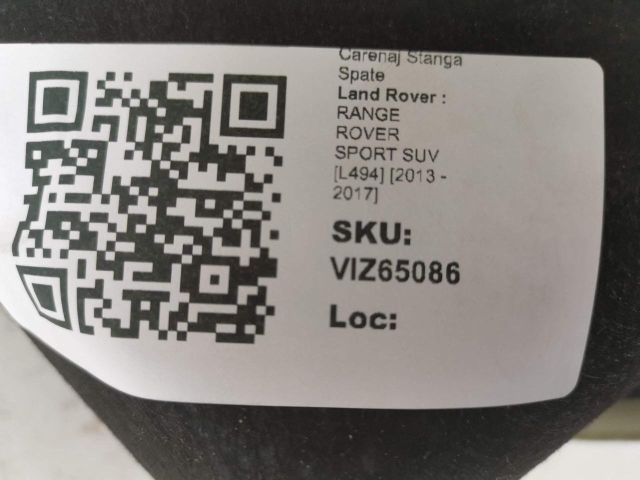 Carenaj Stanga
Spate
Land Rover :
RANGE
ROVER
SPORT SUV
[L494] [2013 -
2017]
SKU:
VIZ65086
Loc: